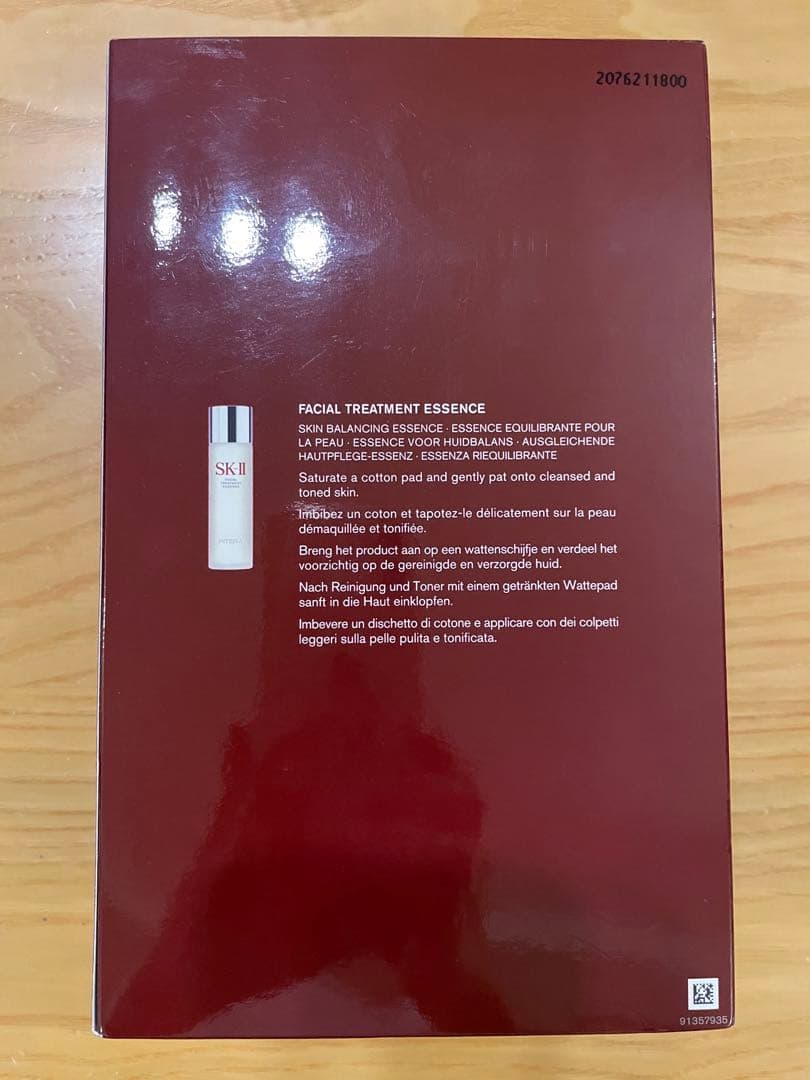 2076211800
SK-II
FACIAL
TREATMENT
ESSENCE
PITERA
FACIAL TREATMENT ESSENCE
SKIN BALANCING ESSENCE · ESSENCE EQUILIBRANTE POUR
LA PEAU · ESSENCE VOOR HUIDBALANS · AUSGLEICHENDE
HAUTPFLEGE-ESSENZ · ESSENZA RIEQUILIBRANTE
Saturate a cotton pad and gently pat onto cleansed and
toned skin.
Imbibez un coton et tapotez-le délicatement sur la peau
démaquillée et tonifiée.
Breng het product aan op een wattenschijfje en verdeel het
voorzichtig op de gereinigde en verzorgde huid.
Nach Reinigung und Toner mit einem getränkten Wattepad
sanft in die Haut einklopfen.
Imbevere un dischetto di cotone e applicare con dei colpetti
leggeri sulla pelle pulita e tonificata.
91357935